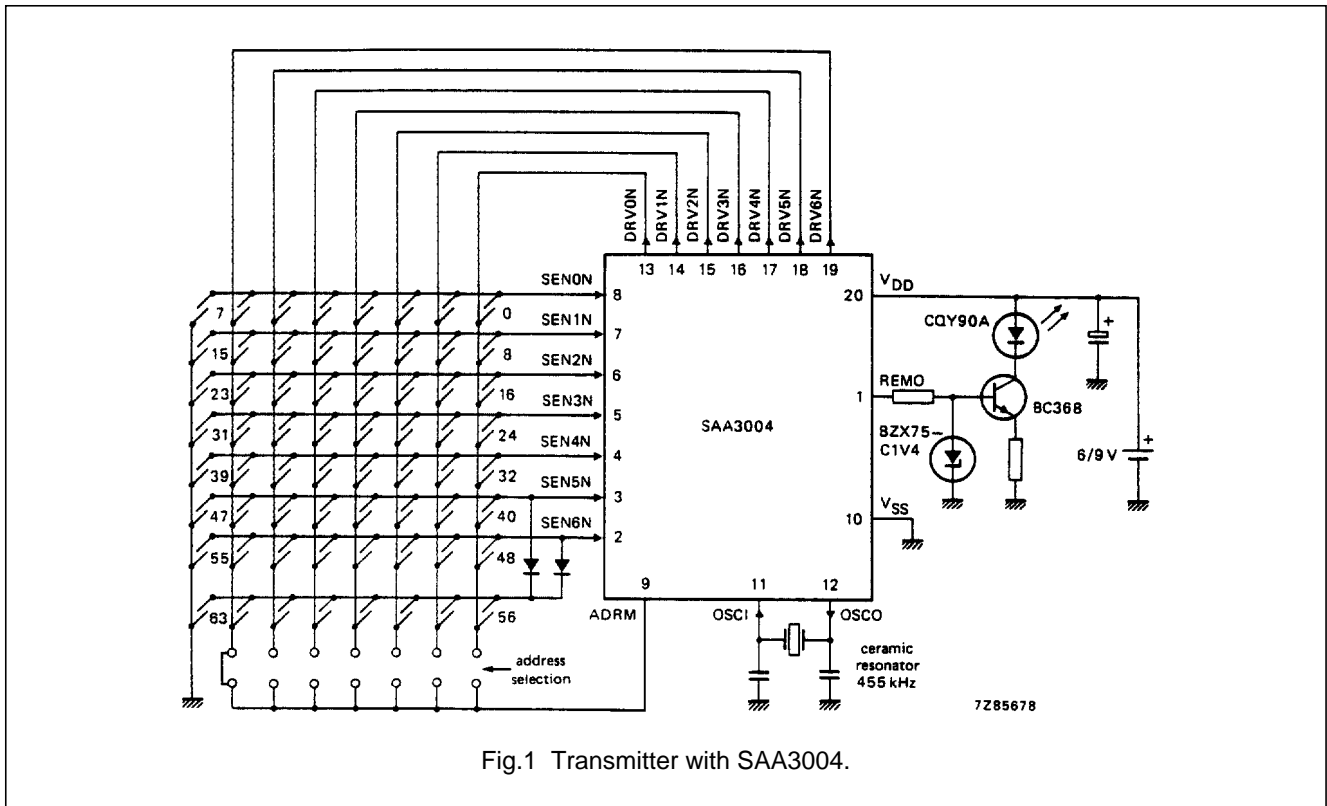 DRV0N
DRV1N
DRV2N
DRV3N
DRV4N
DRV5N
DRV6N
13 14 15 16 17 18 19
SEN0N
8
7
0
SEN1N
7
15
8
SEN2N
6
23
16
SEN3N
5
31
24
SEN4N
4
39
32
SEN5N
3
47
40
SEN6N
2
55
48
63
56
SAA3004
VDD
20
CQY90A
+
REMO
1
BC368
BZX75–
C1V4
6/9 V
+
VSS
10
9
ADRM
11
12
OSCI
OSCO
address
selection
ceramic
resonator
455 kHz
7Z85678
Fig.1 Transmitter with SAA3004.